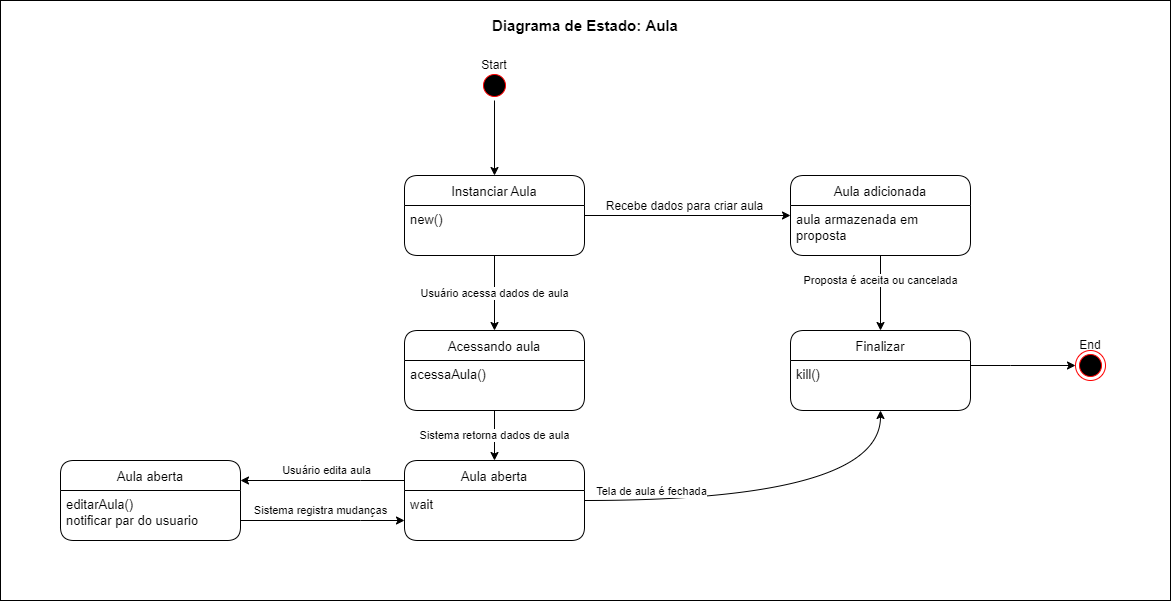 Diagrama de Estado: Aula
Start
Instanciar Aula
new()
Recebe dados para criar aula
Aula adicionada
aula armazenada em
proposta
Usuário acessa dados de aula
Proposta é aceita ou cancelada
Acessando aula
acessaAula()
Finalizar
kill()
End
Sistema retorna dados de aula
Aula aberta
editarAula()
notificar par do usuario
Usuário edita aula
Sistema registra mudanças
Aula aberta
wait
Tela de aula é fechada